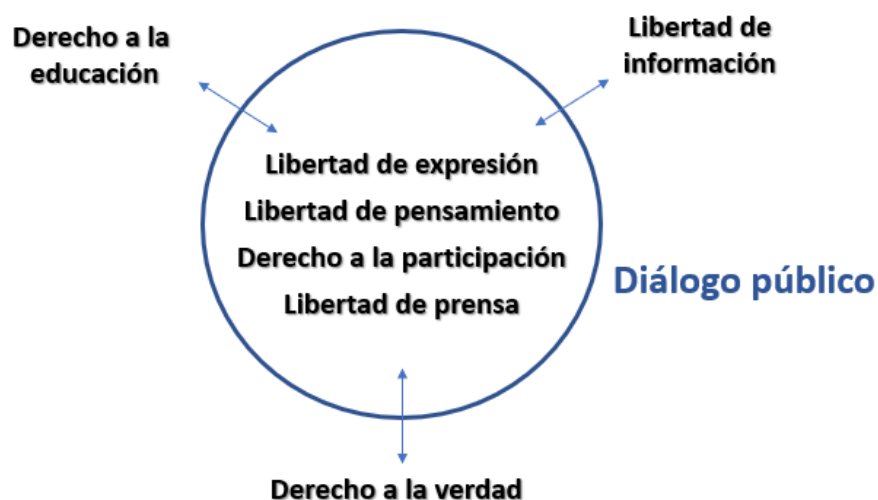 Derecho a la
educación
Libertad de
información
Libertad de expresión
Libertad de pensamiento
Derecho a la participación
Libertad de prensa
Diálogo público
Derecho a la verdad